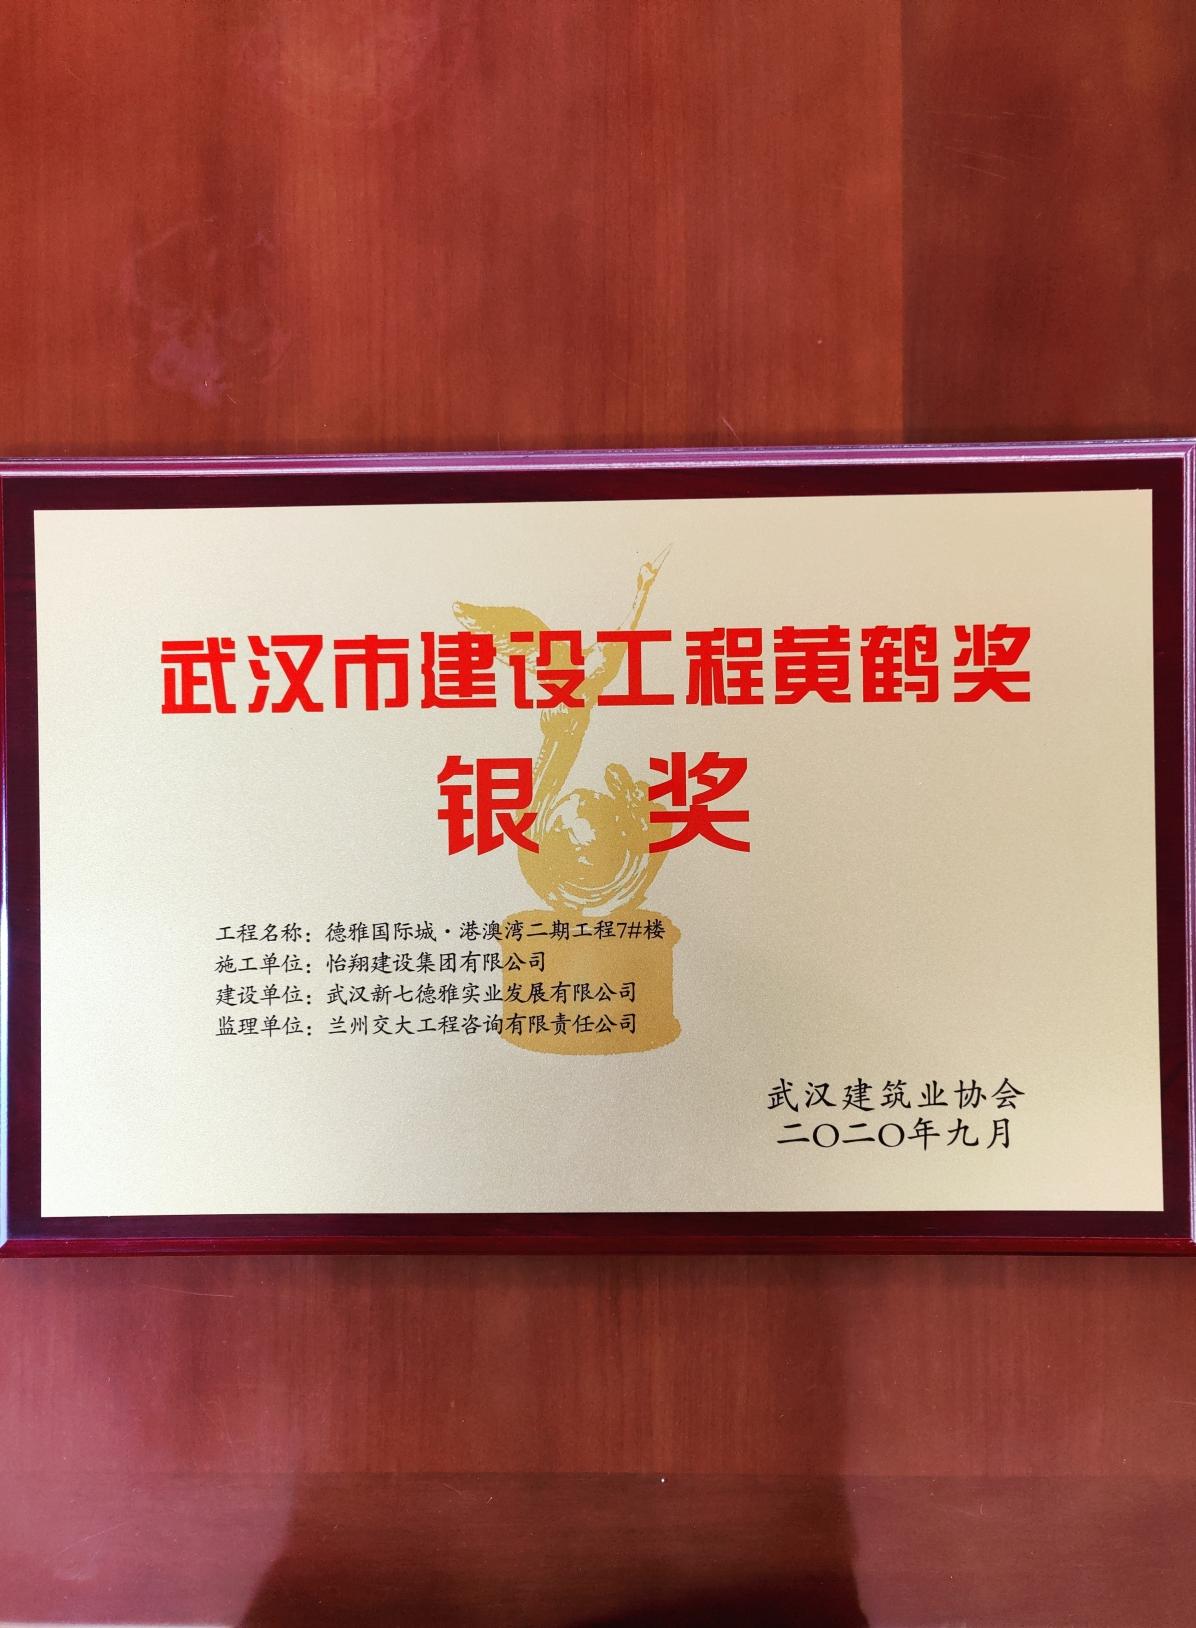 武汉市建设工程黄鹤奖
银 奖
工程名称：德雅国际城·港澳湾二期工程7#楼
施工单位：怡翔建设集团有限公司
建设单位：武汉新七德雅实业发展有限公司
监理单位：兰州交大工程咨询有限责任公司
武汉建筑业协会
二〇二〇年九月